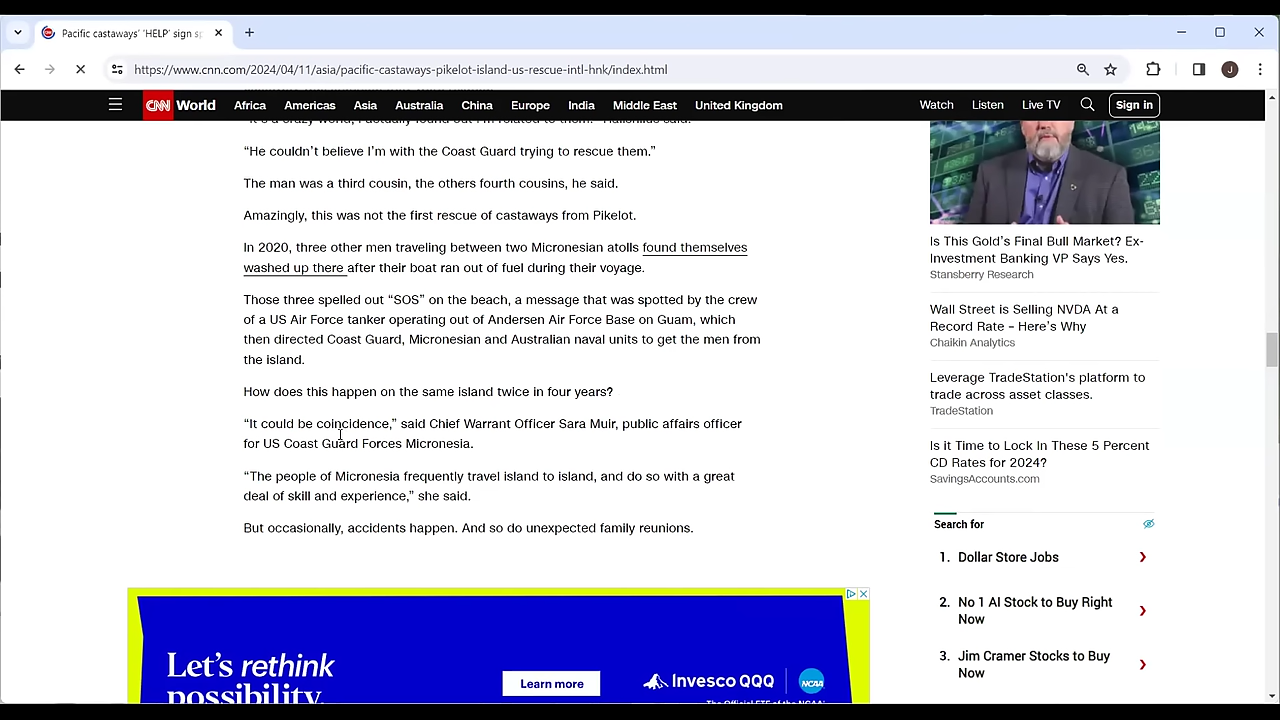 Pacific castaways' 'HELP' sign sp
https://www.cnn.com/2024/04/11/asia/pacific-castaways-pikelot-island-us-rescue-intl-hnk/index.html
J
CNN World Africa Americas Asia Australia China Europe India Middle East United Kingdom Watch Listen Live TV Sign in
“He couldn’t believe I’m with the Coast Guard trying to rescue them.”
The man was a third cousin, the others fourth cousins, he said.
Amazingly, this was not the first rescue of castaways from Pikelot.
In 2020, three other men traveling between two Micronesian atolls found themselves
washed up there after their boat ran out of fuel during their voyage.
Those three spelled out “SOS” on the beach, a message that was spotted by the crew
of a US Air Force tanker operating out of Andersen Air Force Base on Guam, which
then directed Coast Guard, Micronesian and Australian naval units to get the men from
the island.
How does this happen on the same island twice in four years?
“It could be coincidence,” said Chief Warrant Officer Sara Muir, public affairs officer
for US Coast Guard Forces Micronesia.
“The people of Micronesia frequently travel island to island, and do so with a great
deal of skill and experience,” she said.
But occasionally, accidents happen. And so do unexpected family reunions.
Is This Gold’s Final Bull Market? Ex-
Investment Banking VP Says Yes.
Stansberry Research
Wall Street is Selling NVDA At a
Record Rate – Here’s Why
Chaikin Analytics
Leverage TradeStation's platform to
trade across asset classes.
TradeStation
Is it Time to Lock In These 5 Percent
CD Rates for 2024?
SavingsAccounts.com
Search for
1. Dollar Store Jobs
2. No 1 AI Stock to Buy Right
Now
3. Jim Cramer Stocks to Buy
Now
Let’s rethink
possibility.
Learn more
Invesco QQQ
NCAA